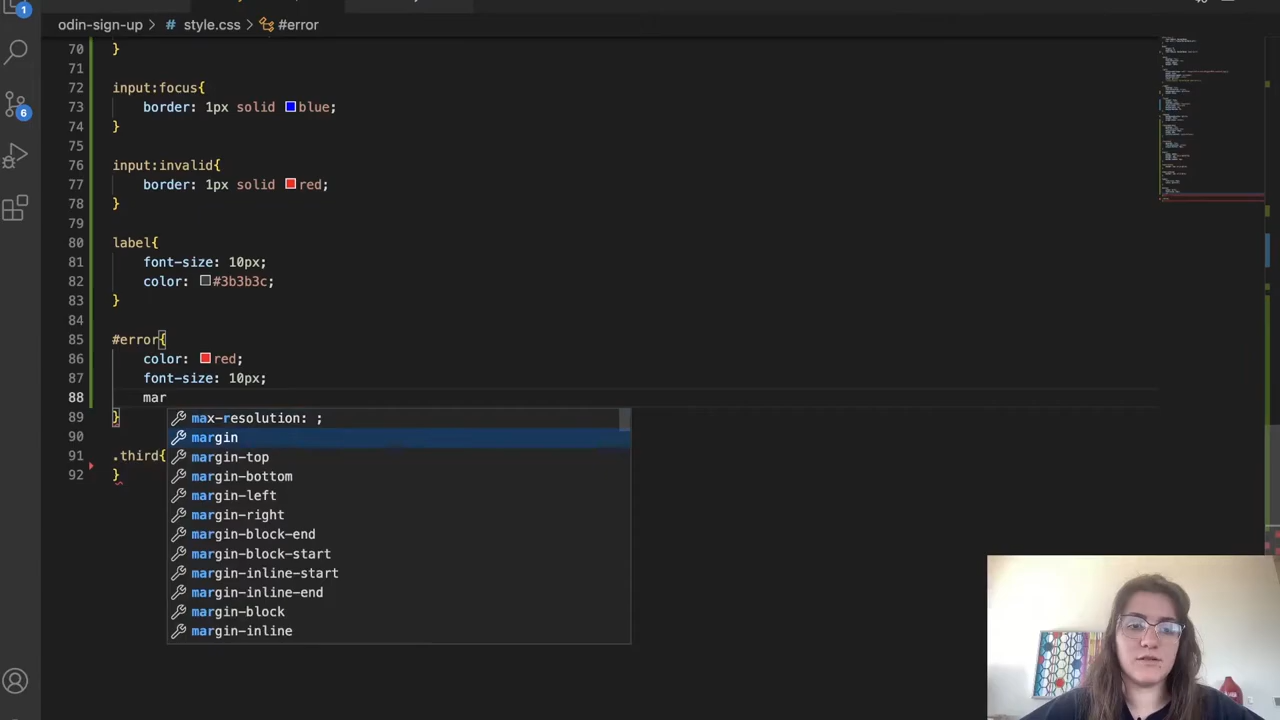 1
odin-sign-up > # style.css > #error
70 }
71
72 input:focus{
73 border: 1px solid blue;
74 }
75
76 input:invalid{
77 border: 1px solid red;
78 }
79
80 label{
81 font-size: 10px;
82 color: #3b3b3c;
83 }
84
85 #error{
86 color: red;
87 font-size: 10px;
88 mar
89 }
90
91 .third{
92 }
6
max-resolution: ;
margin
margin-top
margin-bottom
margin-left
margin-right
margin-block-end
margin-block-start
margin-inline-start
margin-inline-end
margin-block
margin-inline